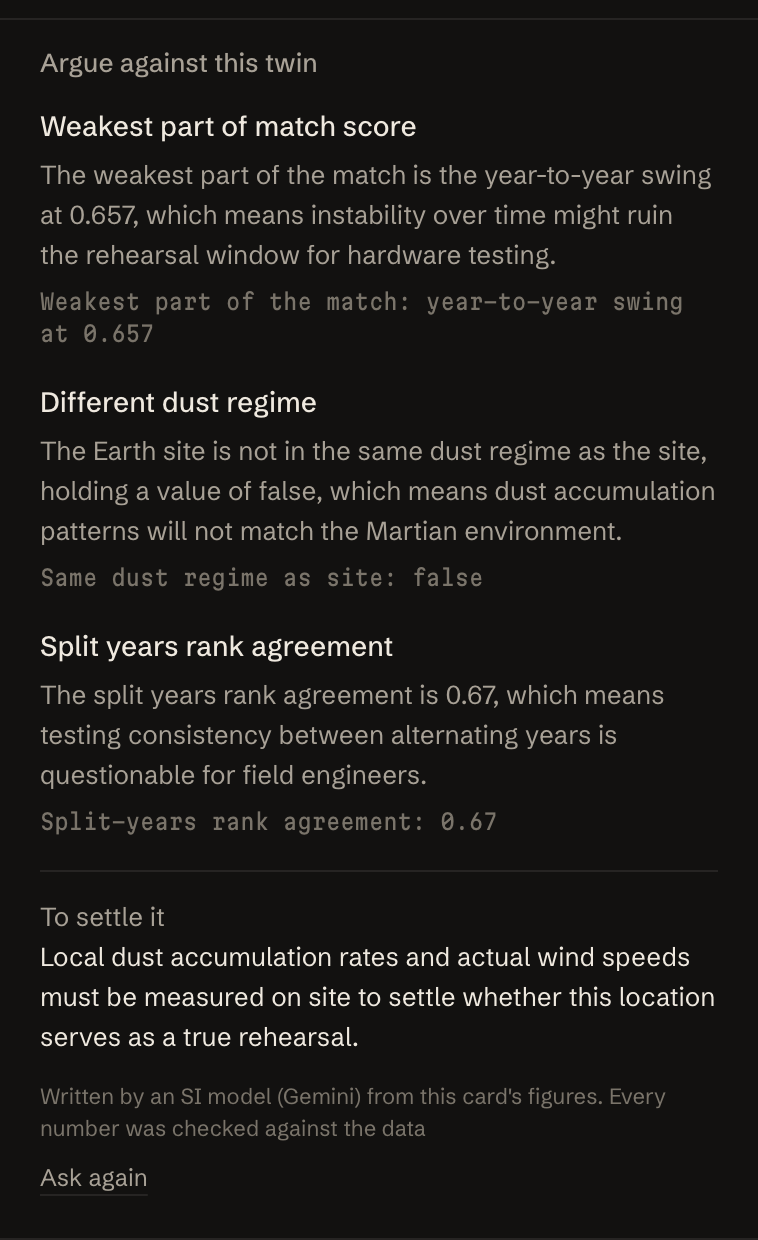 Argue against this twin
Weakest part of match score
The weakest part of the match is the year-to-year swing
at 0.657, which means instability over time might ruin
the rehearsal window for hardware testing.
Weakest part of the match: year-to-year swing
at 0.657
Different dust regime
The Earth site is not in the same dust regime as the site,
holding a value of false, which means dust accumulation
patterns will not match the Martian environment.
Same dust regime as site: false
Split years rank agreement
The split years rank agreement is 0.67, which means
testing consistency between alternating years is
questionable for field engineers.
Split-years rank agreement: 0.67
To settle it
Local dust accumulation rates and actual wind speeds
must be measured on site to settle whether this location
serves as a true rehearsal.
Written by an SI model (Gemini) from this card's figures. Every
number was checked against the data
Ask again